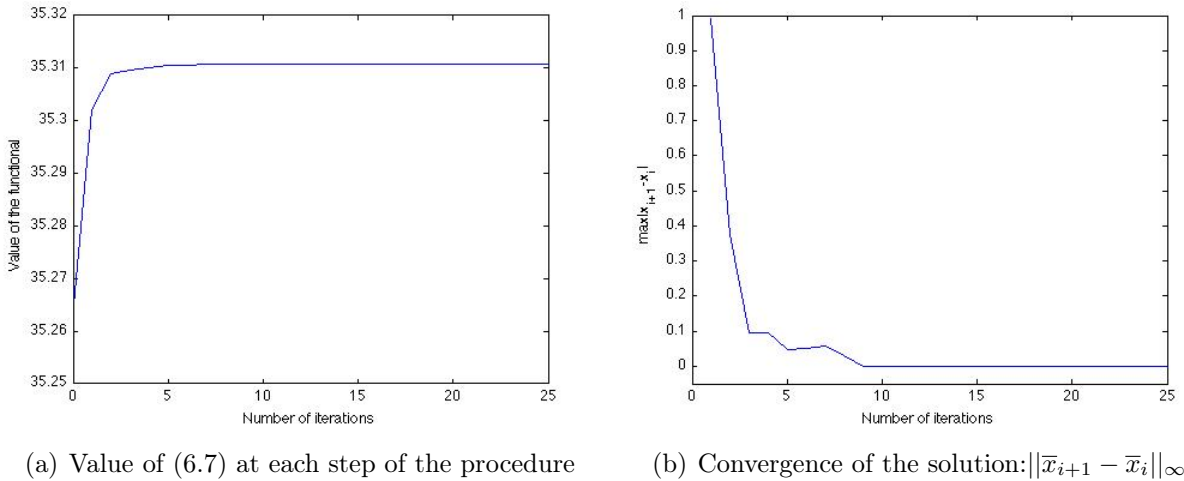 35.32
35.31
35.3
35.29
35.28
35.27
35.26
35.25
Value of the functional
0 5 10 15 20 25
Number of iterations
(a) Value of (6.7) at each step of the procedure
1
0.9
0.8
0.7
0.6
0.5
0.4
0.3
0.2
0.1
0
max|x_{i+1}-x_i|
0 5 10 15 20 25
Number of iterations
(b) Convergence of the solution:||x̅_{i+1} − x̅_i||_∞